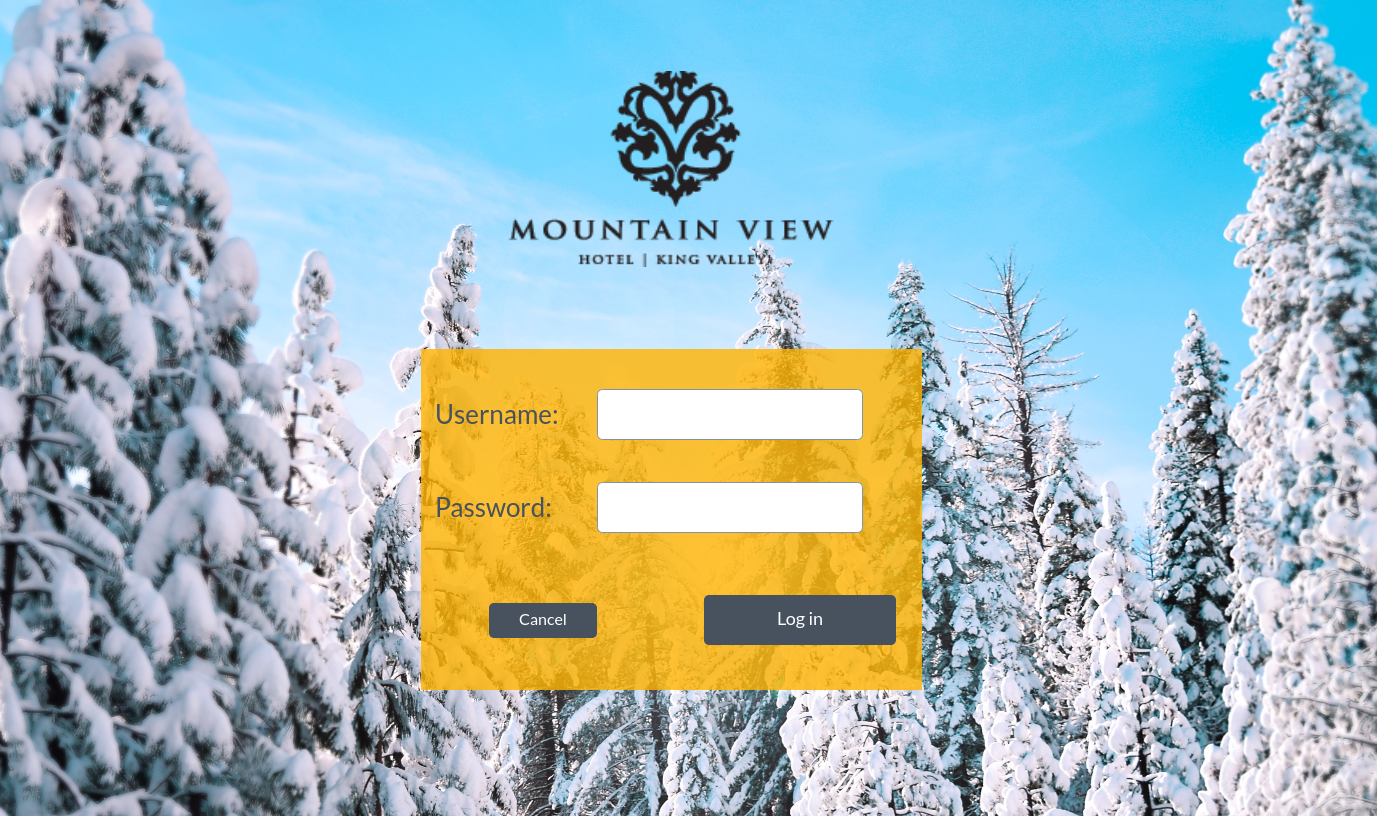 MOUNTAIN VIEW
HOTEL | KING VALLEY
Username:
Password:
Cancel
Log in